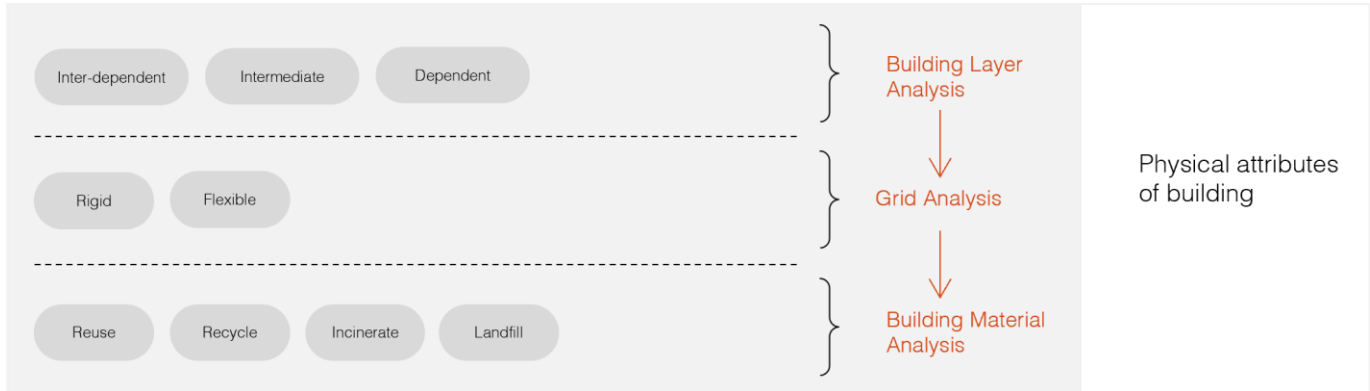 Inter-dependent
Intermediate
Dependent
Building Layer
Analysis
Rigid
Flexible
Grid Analysis
Physical attributes
of building
Reuse
Recycle
Incinerate
Landfill
Building Material
Analysis